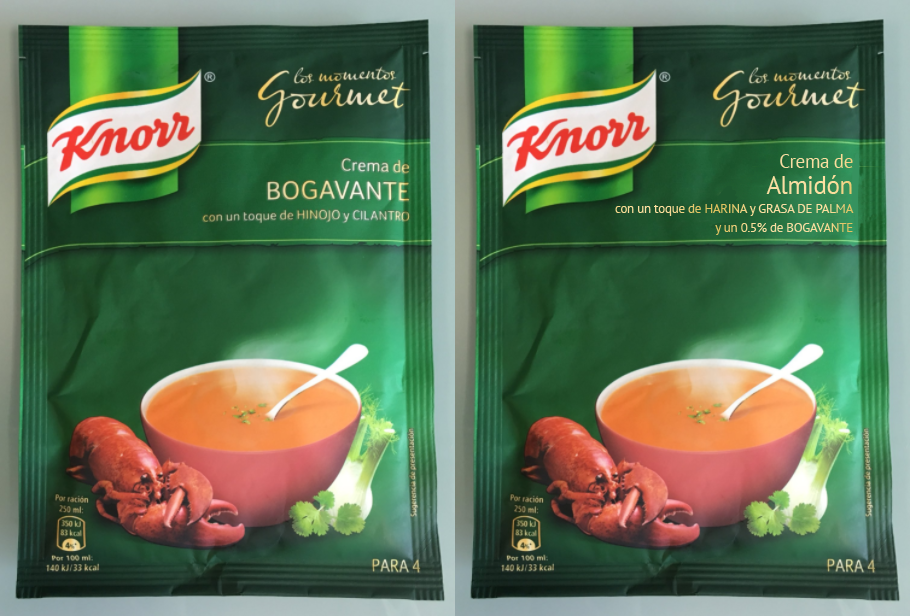 Knorr®
los momentos
Gourmet
Crema de
BOGAVANTE
con un toque de HINOJO y CILANTRO
Sugerencia de presentación
Por ración
250 ml:
350 kJ
83 kcal
4%*
Por 100 ml:
140 kJ/33 kcal
PARA 4
Knorr®
los momentos
Gourmet
Crema de
Almidón
con un toque de HARINA y GRASA DE PALMA
y un 0.5% de BOGAVANTE
Sugerencia de presentación
Por ración
250 ml:
350 kJ
83 kcal
4%*
Por 100 ml:
140 kJ/33 kcal
PARA 4